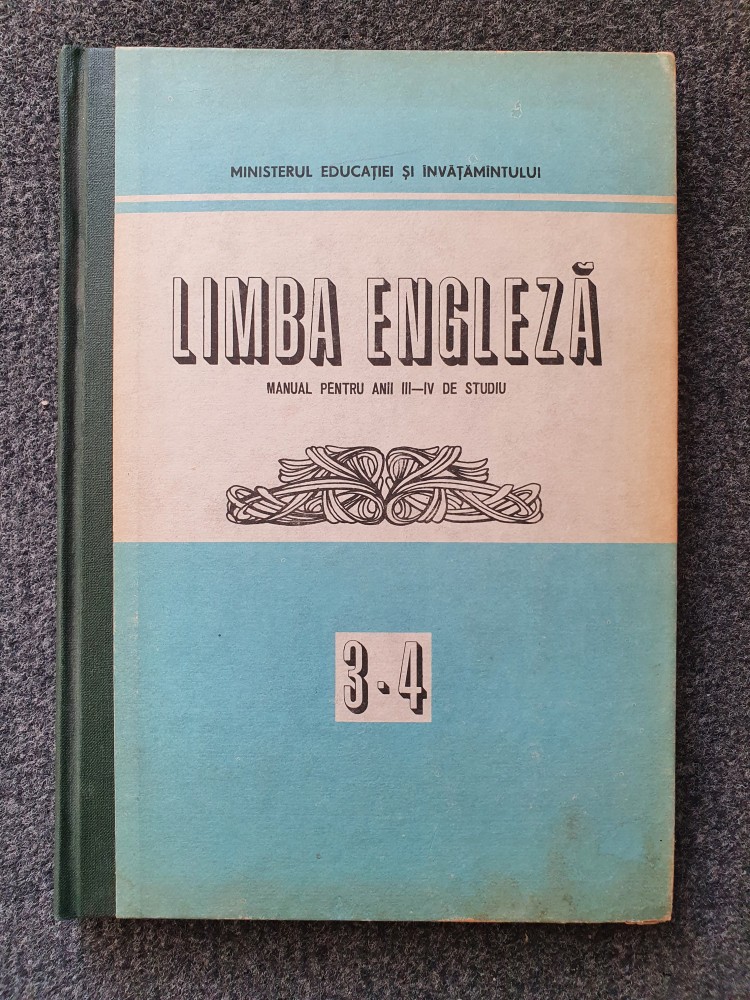 MINISTERUL EDUCAȚIEI ȘI ÎNVĂȚĂMÎNTULUI
LIMBA ENGLEZĂ
MANUAL PENTRU ANII III—IV DE STUDIU
3·4